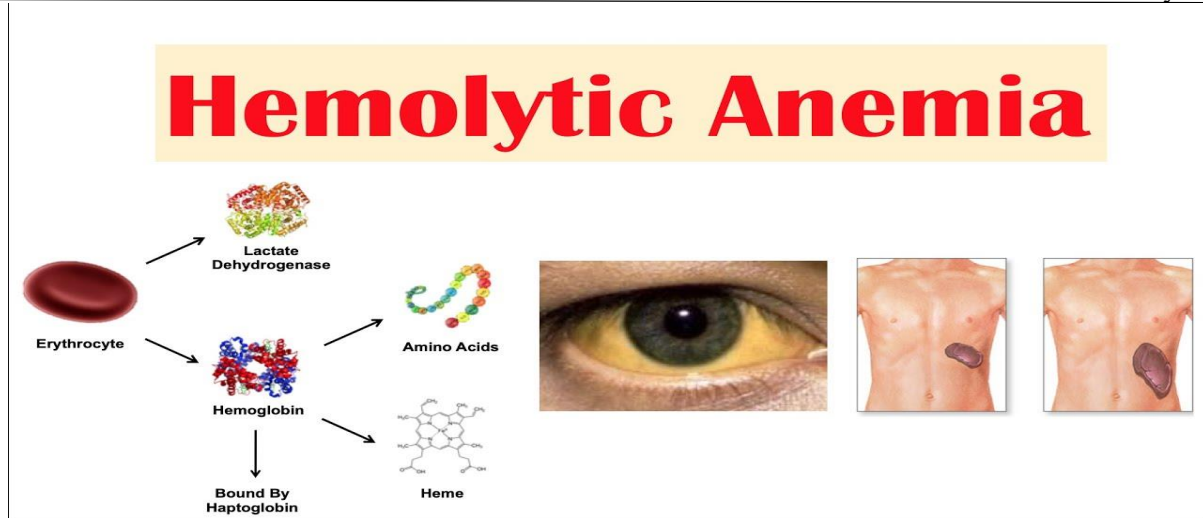 Hemolytic Anemia
Lactate
Dehydrogenase
Erythrocyte
Amino Acids
Hemoglobin
Heme
Bound By
Haptoglobin